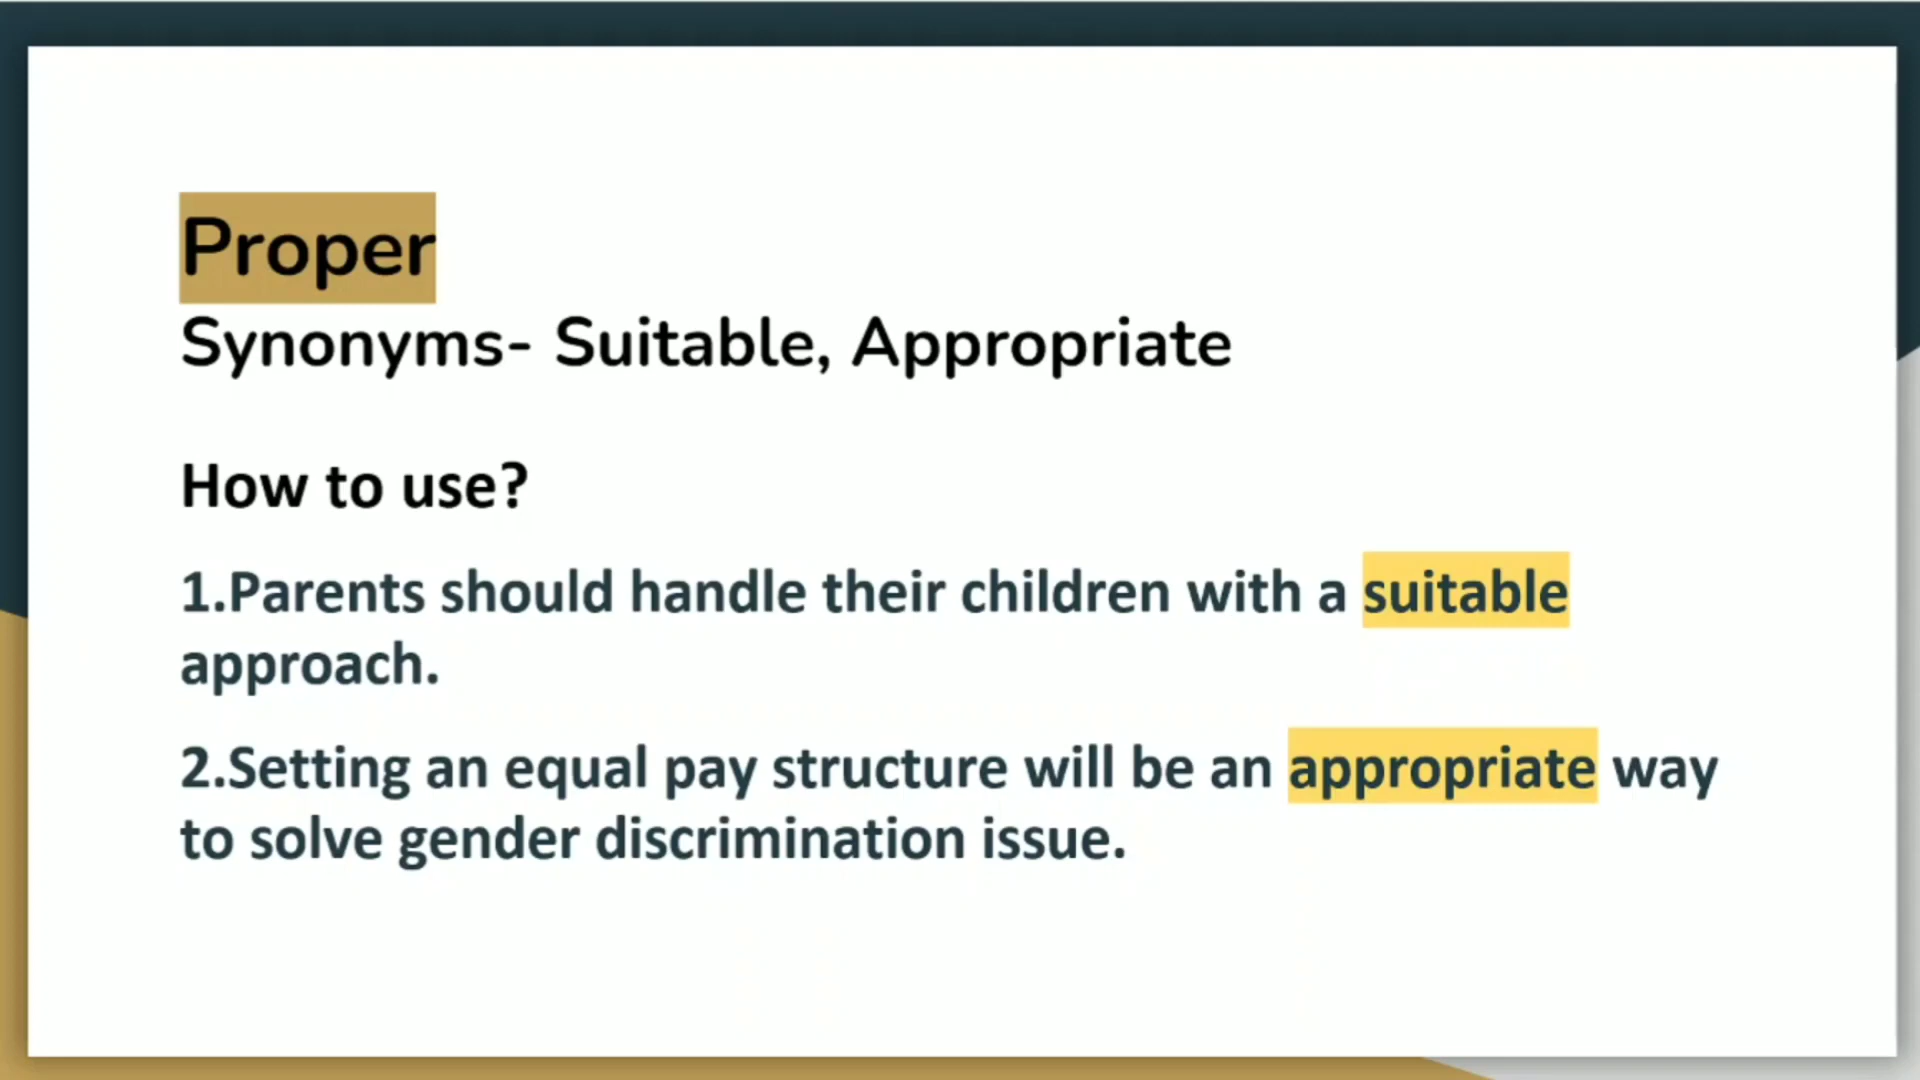 Proper
Synonyms- Suitable, Appropriate
How to use?
1.Parents should handle their children with a suitable
approach.
2.Setting an equal pay structure will be an appropriate way
to solve gender discrimination issue.